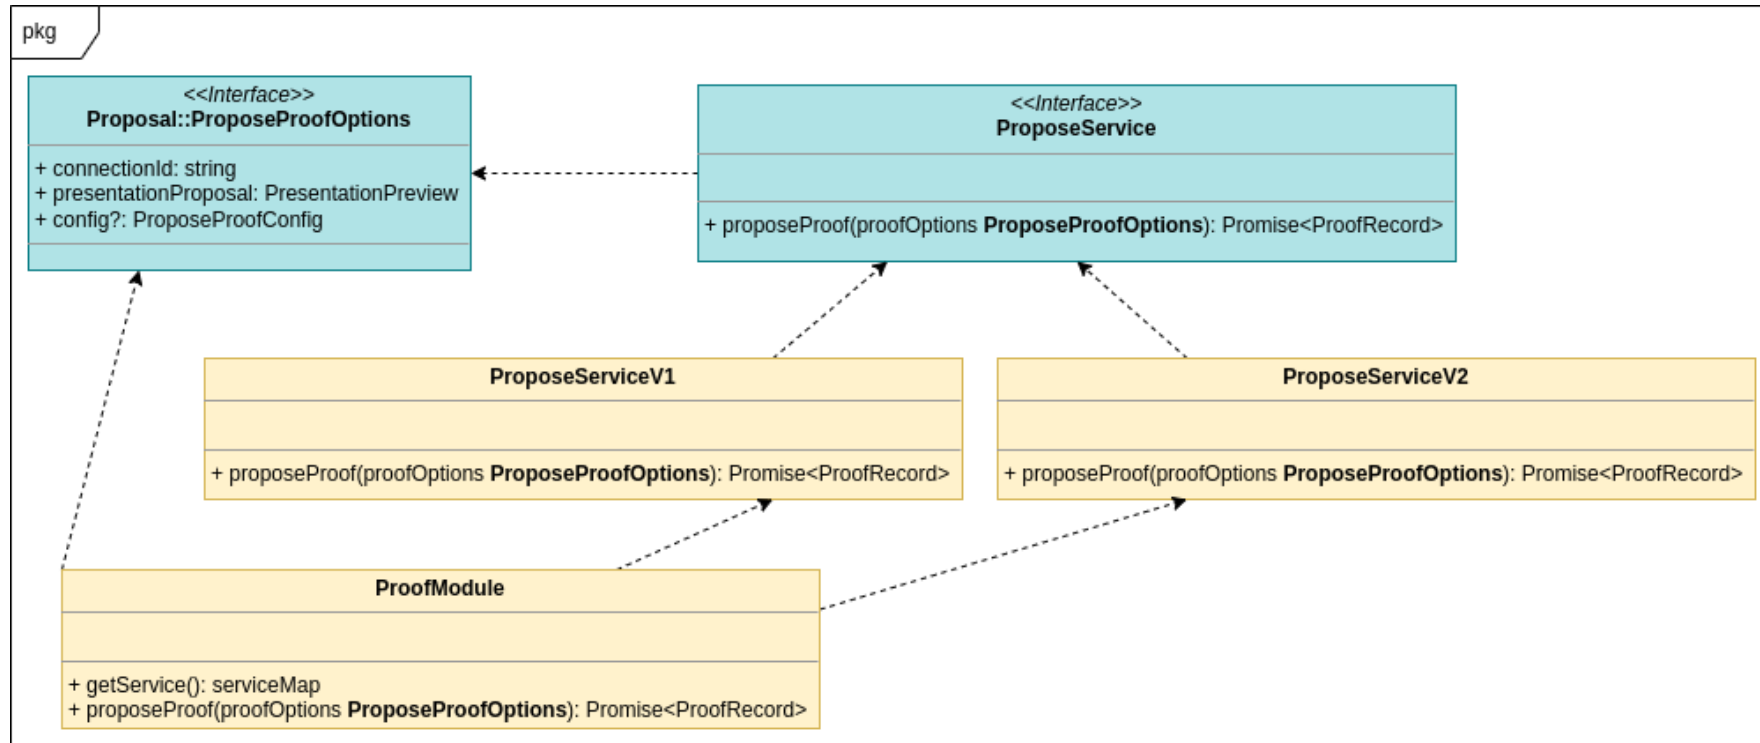 pkg
<<Interface>>
Proposal::ProposeProofOptions
+ connectionId: string
+ presentationProposal: PresentationPreview
+ config?: ProposeProofConfig
<<Interface>>
ProposeService
+ proposeProof(proofOptions ProposeProofOptions): Promise<ProofRecord>
ProposeServiceV1
+ proposeProof(proofOptions ProposeProofOptions): Promise<ProofRecord>
ProposeServiceV2
+ proposeProof(proofOptions ProposeProofOptions): Promise<ProofRecord>
ProofModule
+ getService(): serviceMap
+ proposeProof(proofOptions ProposeProofOptions): Promise<ProofRecord>